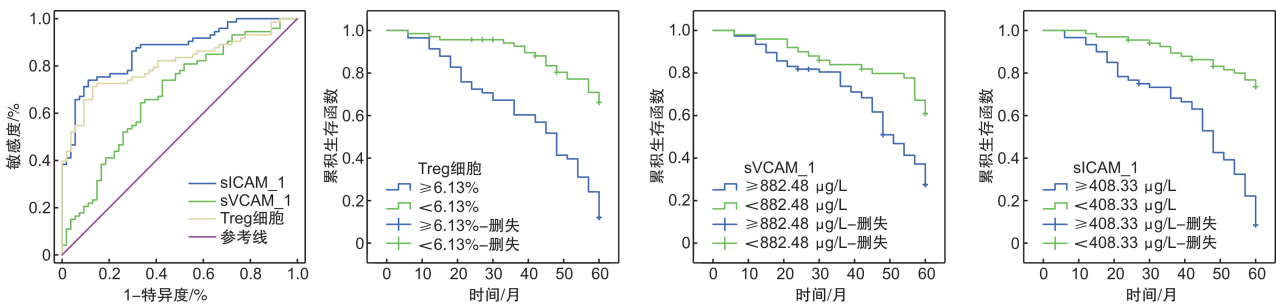 敏感度/%
1.0
0.8
0.6
0.4
0.2
0
sICAM_1
sVCAM_1
Treg细胞
参考线
0 0.2 0.4 0.6 0.8 1.0
1-特异度/%
累积生存函数
1.0
0.8
0.6
0.4
0.2
0
Treg细胞
≥6.13%
<6.13%
≥6.13%-删失
<6.13%-删失
0 10 20 30 40 50 60
时间/月
累积生存函数
1.0
0.8
0.6
0.4
0.2
0
sVCAM_1
≥882.48 μg/L
<882.48 μg/L
≥882.48 μg/L-删失
<882.48 μg/L-删失
0 10 20 30 40 50 60
时间/月
累积生存函数
1.0
0.8
0.6
0.4
0.2
0
sICAM_1
≥408.33 μg/L
<408.33 μg/L
≥408.33 μg/L-删失
<408.33 μg/L-删失
0 10 20 30 40 50 60
时间/月